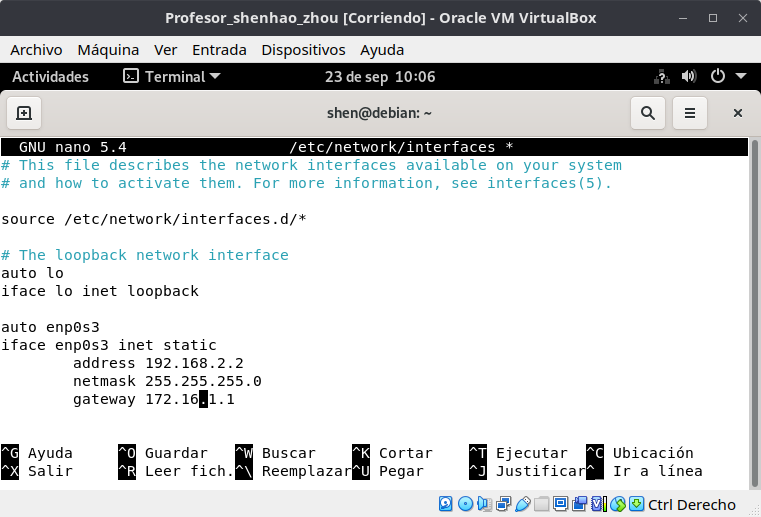 Profesor_shenhao_zhou [Corriendo] - Oracle VM VirtualBox
Archivo Máquina Ver Entrada Dispositivos Ayuda
Actividades Terminal 23 de sep 10:06
shen@debian: ~
GNU nano 5.4 /etc/network/interfaces *
# This file describes the network interfaces available on your system
# and how to activate them. For more information, see interfaces(5).
source /etc/network/interfaces.d/*
# The loopback network interface
auto lo
iface lo inet loopback
auto enp0s3
iface enp0s3 inet static
address 192.168.2.2
netmask 255.255.255.0
gateway 172.16.1.1
^G Ayuda ^O Guardar ^W Buscar ^K Cortar ^T Ejecutar ^C Ubicación
^X Salir ^R Leer fich. ^\ Reemplazar ^U Pegar ^J Justificar ^_ Ir a línea
Ctrl Derecho